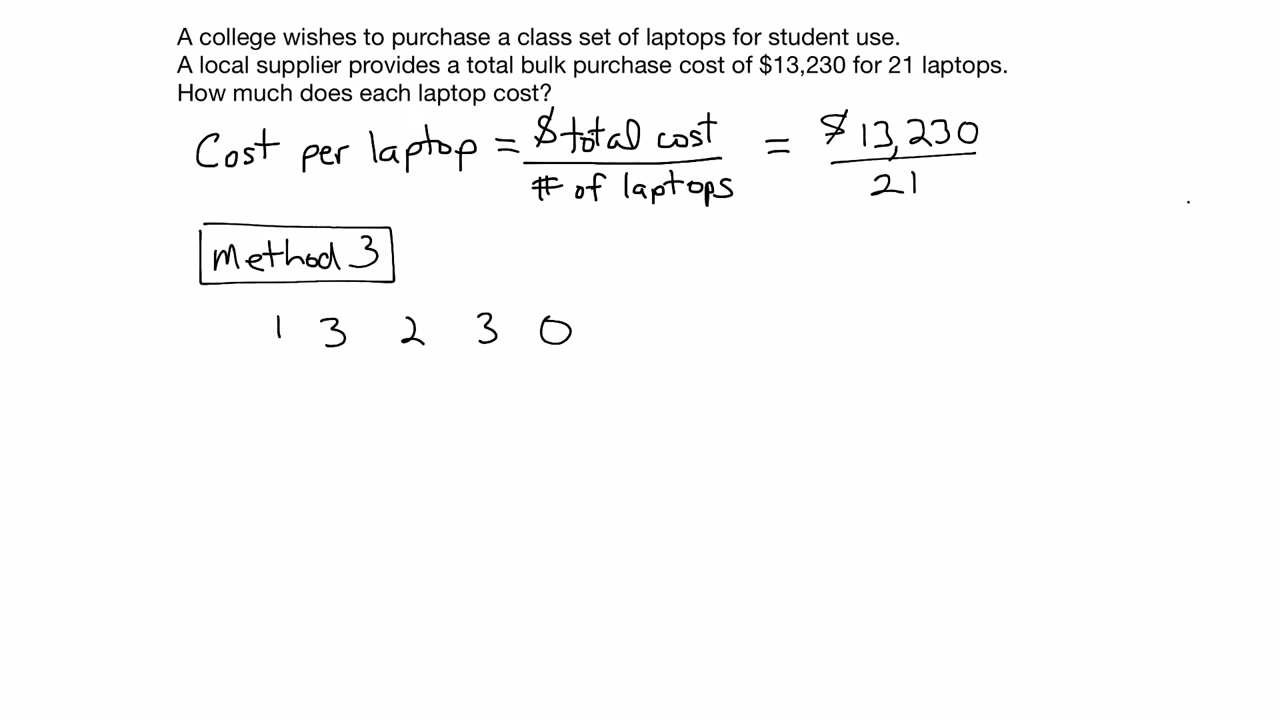 A college wishes to purchase a class set of laptops for student use.
A local supplier provides a total bulk purchase cost of $13,230 for 21 laptops.
How much does each laptop cost?
Cost per laptop = $ total cost / # of laptops = $13,230 / 21
Method 3
1 3 2 3 0